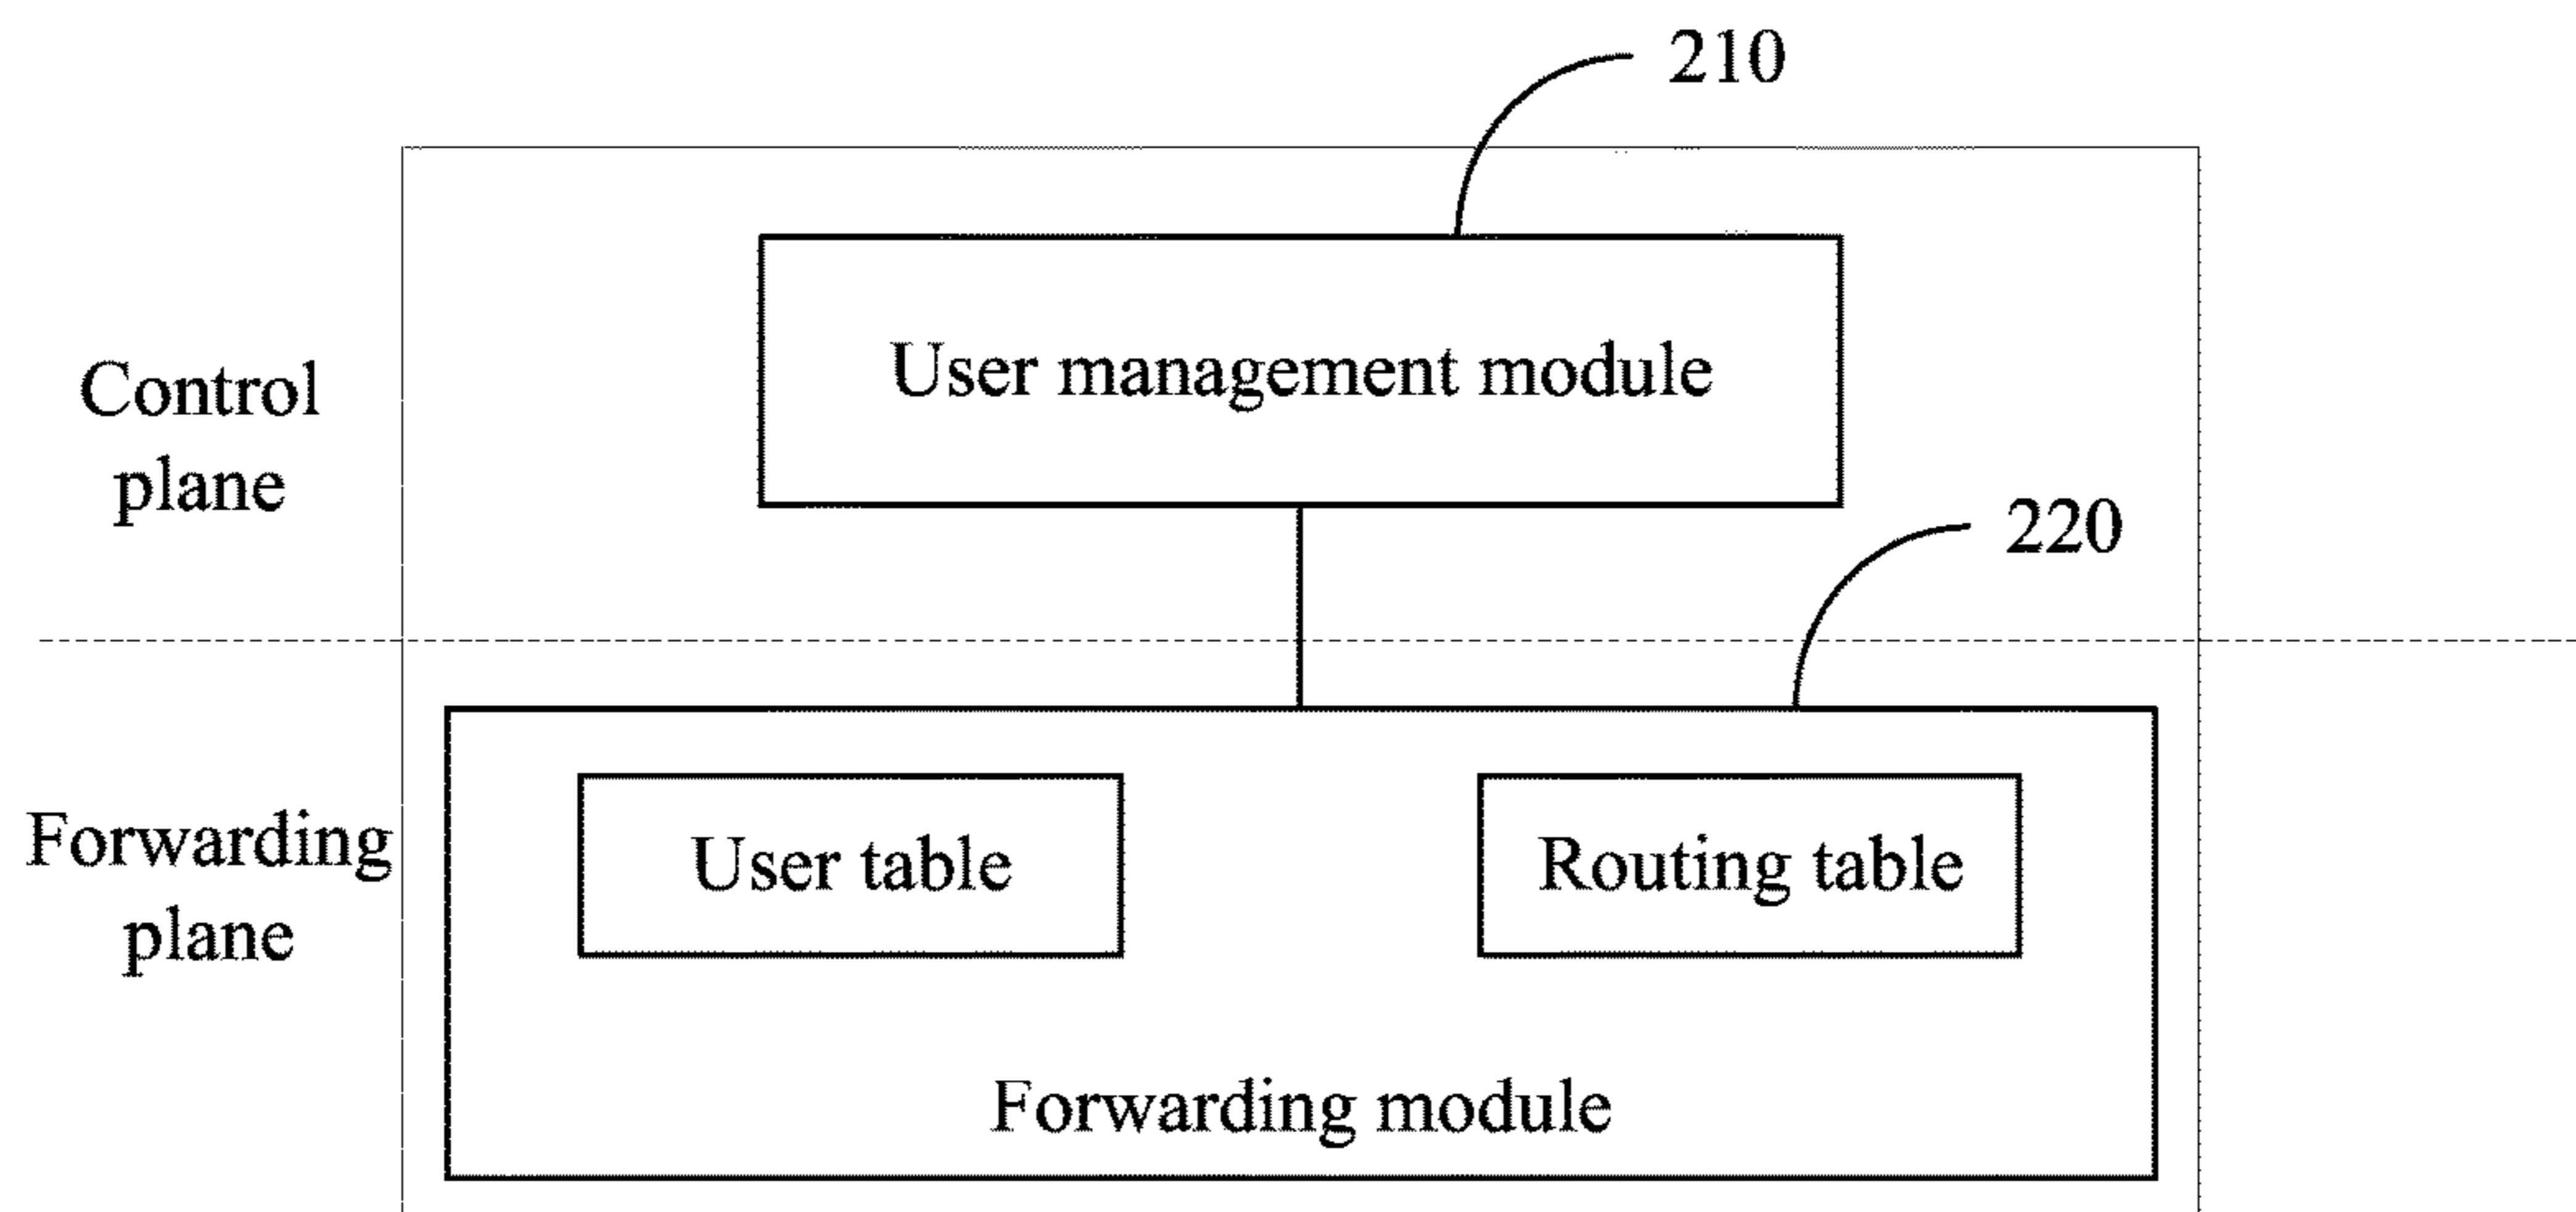 210
User management module
Control
plane
220
Forwarding
plane
User table
Routing table
Forwarding module